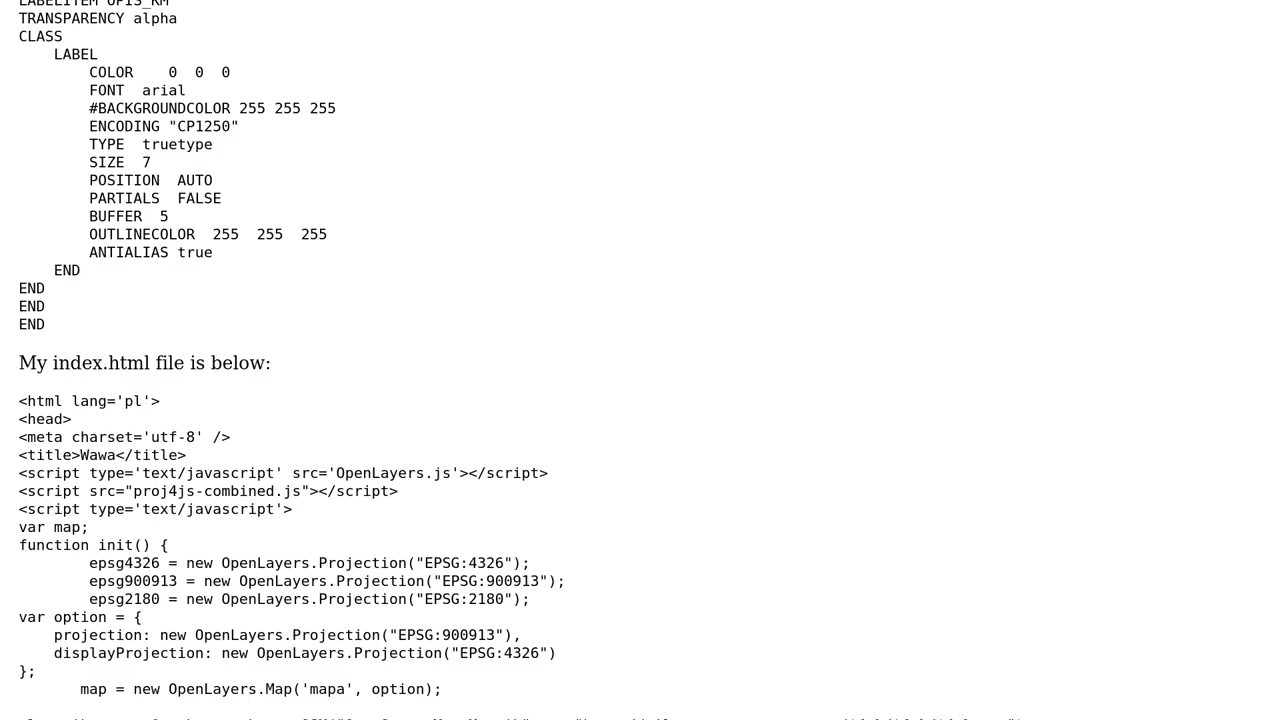 LABELITEM OPIS_KM
TRANSPARENCY alpha
CLASS
    LABEL
        COLOR    0  0  0
        FONT  arial
        #BACKGROUNDCOLOR 255 255 255
        ENCODING "CP1250"
        TYPE  truetype
        SIZE  7
        POSITION  AUTO
        PARTIALS  FALSE
        BUFFER  5
        OUTLINECOLOR  255  255  255
        ANTIALIAS true
    END
END
END
END
My index.html file is below:
<html lang='pl'>
<head>
<meta charset='utf-8' />
<title>Wawa</title>
<script type='text/javascript' src='OpenLayers.js'></script>
<script src="proj4js-combined.js"></script>
<script type='text/javascript'>
var map;
function init() {
        epsg4326 = new OpenLayers.Projection("EPSG:4326");
        epsg900913 = new OpenLayers.Projection("EPSG:900913");
        epsg2180 = new OpenLayers.Projection("EPSG:2180");
var option = {
    projection: new OpenLayers.Projection("EPSG:900913"),
    displayProjection: new OpenLayers.Projection("EPSG:4326")
};
       map = new OpenLayers.Map('mapa', option);